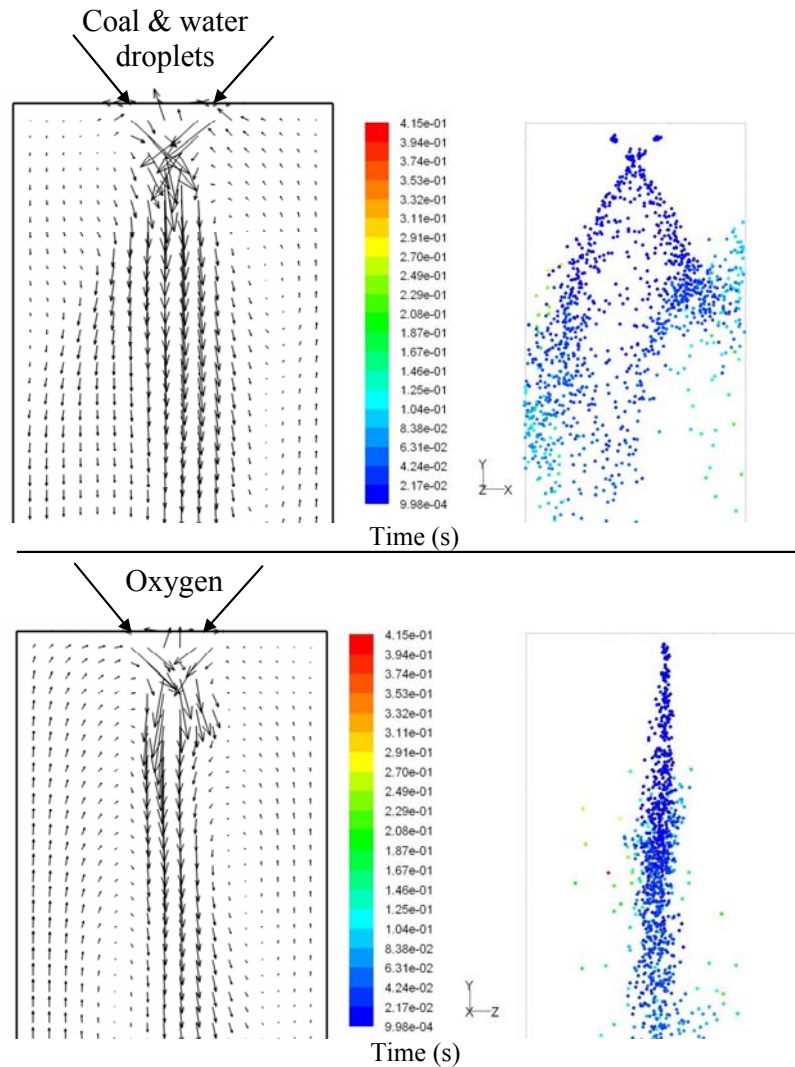 Coal & water
droplets
4.15e-01
3.94e-01
3.74e-01
3.53e-01
3.32e-01
3.11e-01
2.91e-01
2.70e-01
2.49e-01
2.29e-01
2.08e-01
1.87e-01
1.67e-01
1.46e-01
1.25e-01
1.04e-01
8.38e-02
6.31e-02
4.24e-02
2.17e-02
9.98e-04
Y
Z X
Time (s)
Oxygen
4.15e-01
3.94e-01
3.74e-01
3.53e-01
3.32e-01
3.11e-01
2.91e-01
2.70e-01
2.49e-01
2.29e-01
2.08e-01
1.87e-01
1.67e-01
1.46e-01
1.25e-01
1.04e-01
8.38e-02
6.31e-02
4.24e-02
2.17e-02
9.98e-04
Y
X Z
Time (s)